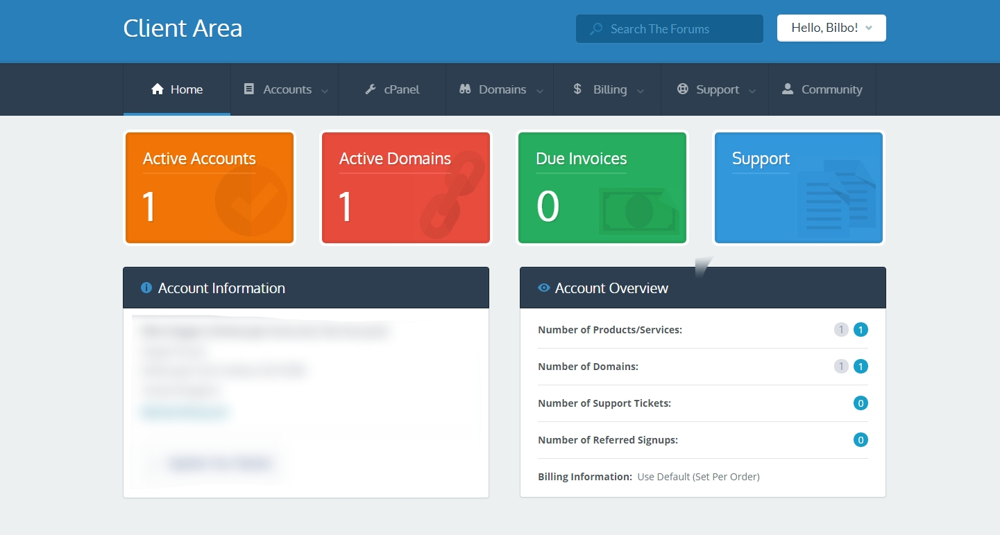 Client Area
Search The Forums
Hello, Bilbo!
Home
Accounts
cPanel
Domains
Billing
Support
Community
Active Accounts
1
Active Domains
1
Due Invoices
0
Support
Account Information
Account Overview
Number of Products/Services: 1 1
Number of Domains: 1 1
Number of Support Tickets: 0
Number of Referred Signups: 0
Billing Information: Use Default (Set Per Order)